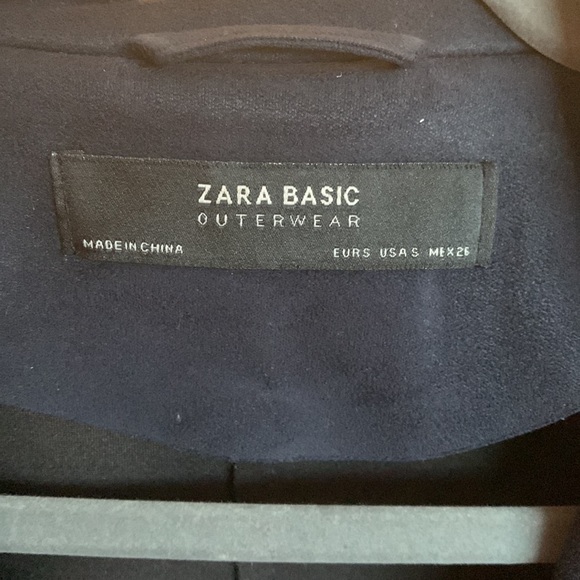 ZARA BASIC
OUTERWEAR
MADE IN CHINA EUR S USA S MEX 26